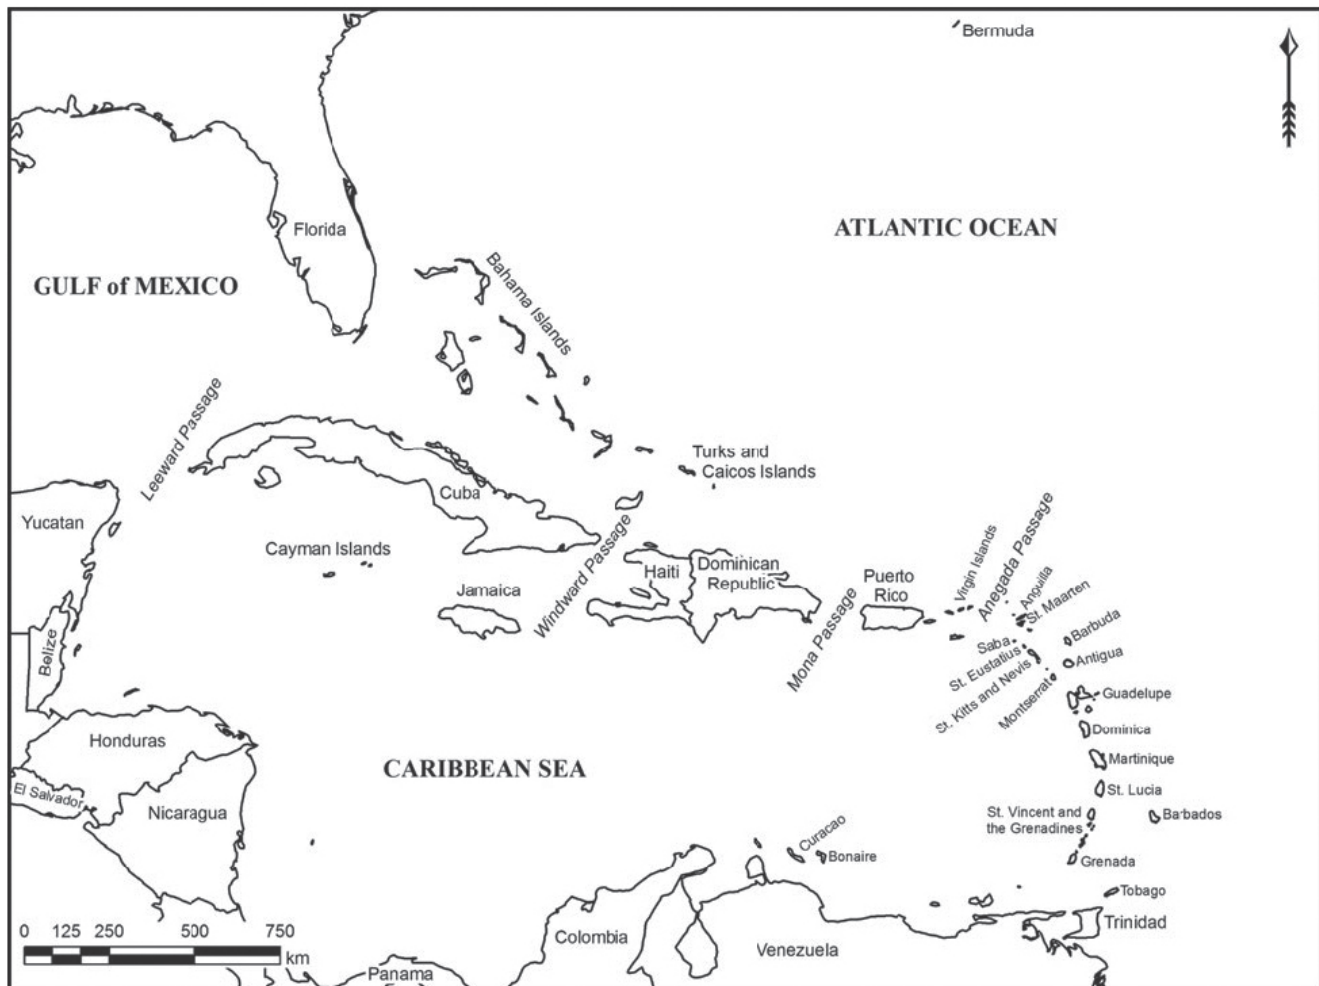 Bermuda
ATLANTIC OCEAN
Florida
GULF of MEXICO
Bahama Islands
Leeward Passage
Turks and
Caicos Islands
Cuba
Yucatan
Cayman Islands
Windward Passage
Haiti
Dominican
Republic
Jamaica
Puerto
Rico
Mona Passage
Virgin Islands
Anegada Passage
Anguilla
St. Maarten
Barbuda
Saba
St. Eustatius
St. Kitts and Nevis
Antigua
Montserrat
Guadelupe
Belize
Dominica
Honduras
Martinique
CARIBBEAN SEA
El Salvador
Nicaragua
St. Lucia
St. Vincent and
the Grenadines
Barbados
Curacao
Bonaire
Grenada
Tobago
Trinidad
Colombia
Venezuela
Panama
0 125 250 500 750
km